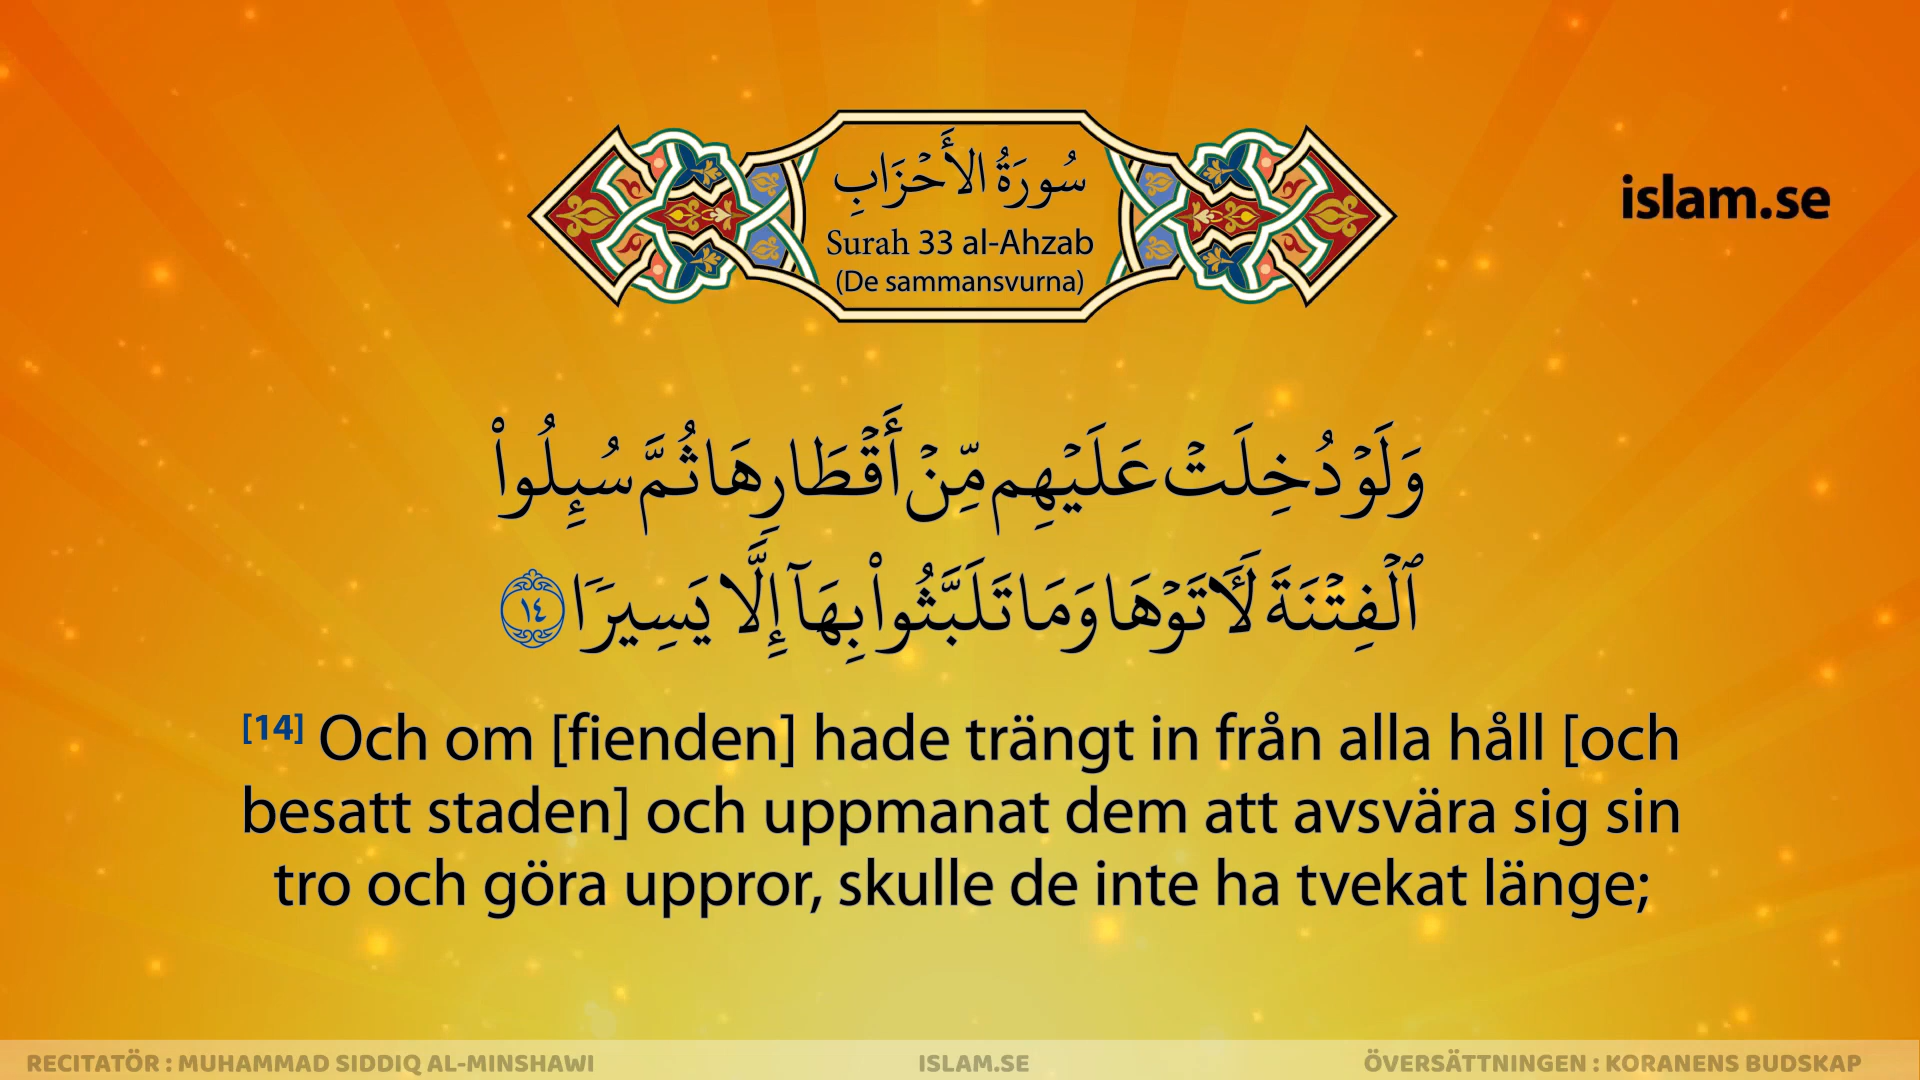 سُورَةُ الأَحْزَابِ
Surah 33 al-Ahzab
(De sammansvurna)
islam.se
وَلَوْ دُخِلَتْ عَلَيْهِم مِّنْ أَقْطَارِهَا ثُمَّ سُئِلُوا۟
ٱلْفِتْنَةَ لَـَٔاتَوْهَا وَمَا تَلَبَّثُوا۟ بِهَآ إِلَّا يَسِيرًا ١٤
[14] Och om [fienden] hade trängt in från alla håll [och
besatt staden] och uppmanat dem att avsvära sig sin
tro och göra uppror, skulle de inte ha tvekat länge;
RECITATÖR : MUHAMMAD SIDDIQ AL-MINSHAWI
ISLAM.SE
ÖVERSÄTTNINGEN : KORANENS BUDSKAP